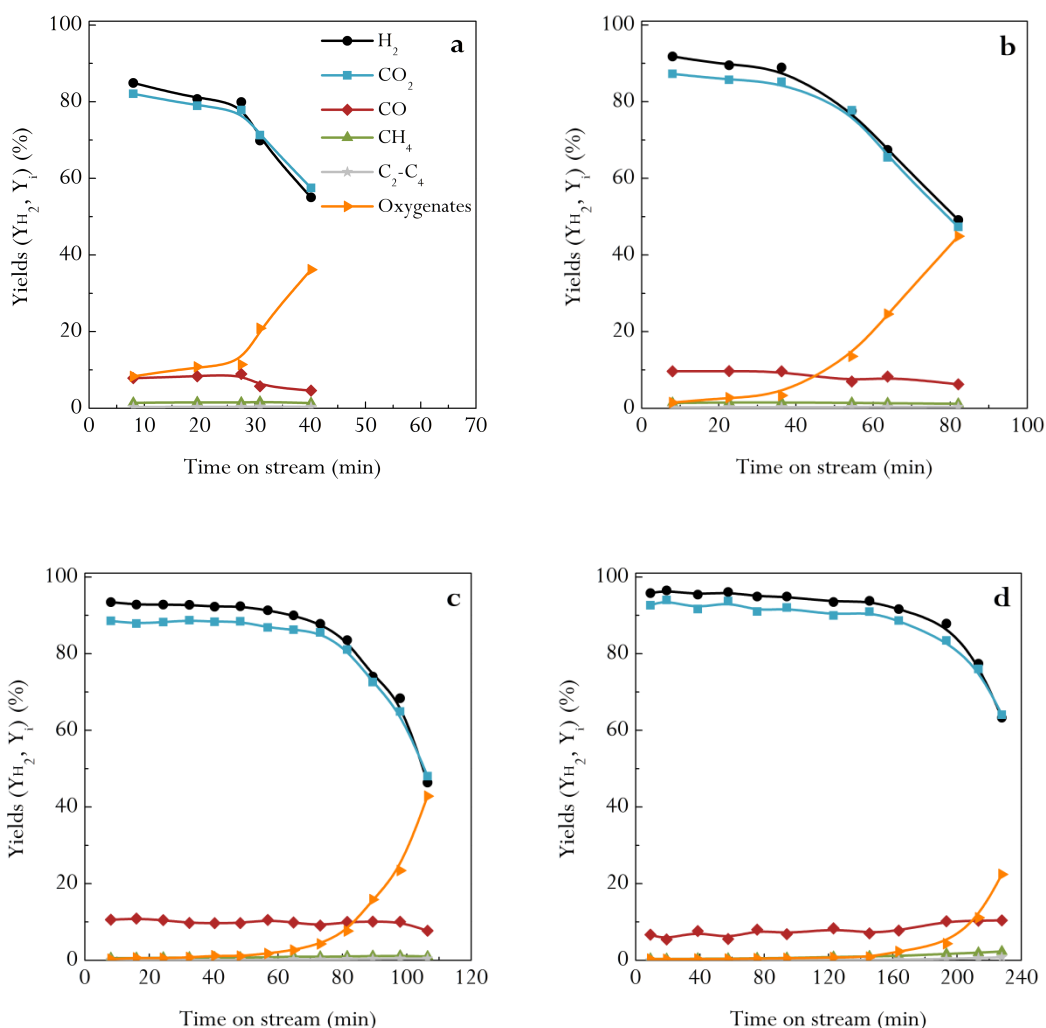 a
H₂
CO₂
CO
CH₄
C₂-C₄
Oxygenates
Yields (Y_H₂, Yᵢ) (%)
100
80
60
40
20
0
0 10 20 30 40 50 60 70
Time on stream (min)
b
Yields (Y_H₂, Yᵢ) (%)
100
80
60
40
20
0
0 20 40 60 80 100
Time on stream (min)
c
Yields (Y_H₂, Yᵢ) (%)
100
80
60
40
20
0
0 20 40 60 80 100 120
Time on stream (min)
d
Yields (Y_H₂, Yᵢ) (%)
100
80
60
40
20
0
0 40 80 120 160 200 240
Time on stream (min)